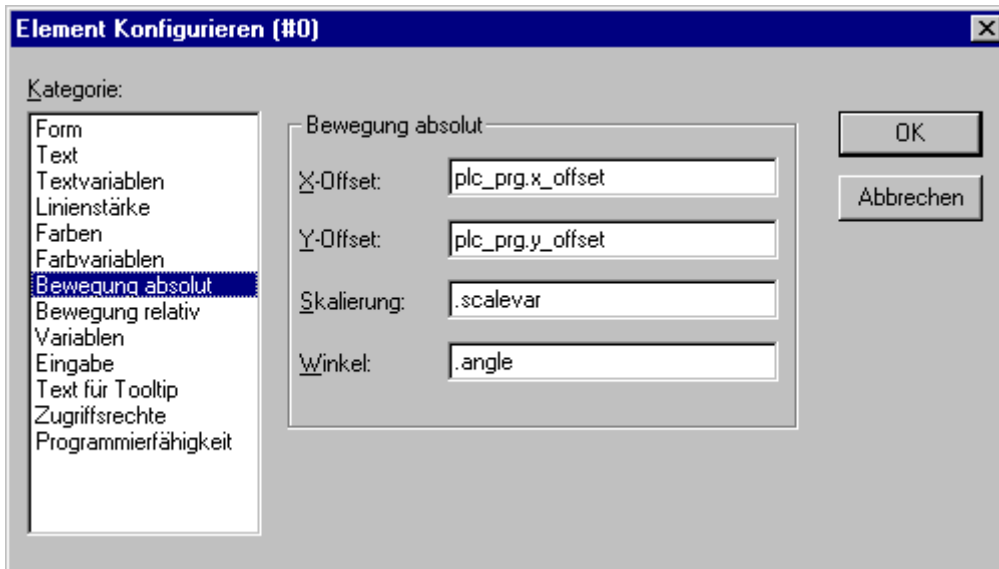 Element Konfigurieren (#0)
Kategorie:
Form
Text
Textvariablen
Linienstärke
Farben
Farbvariablen
Bewegung absolut
Bewegung relativ
Variablen
Eingabe
Text für Tooltip
Zugriffsrechte
Programmierfähigkeit
Bewegung absolut
X-Offset: plc_prg.x_offset
Y-Offset: plc_prg.y_offset
Skalierung: .scalevar
Winkel: .angle
OK
Abbrechen